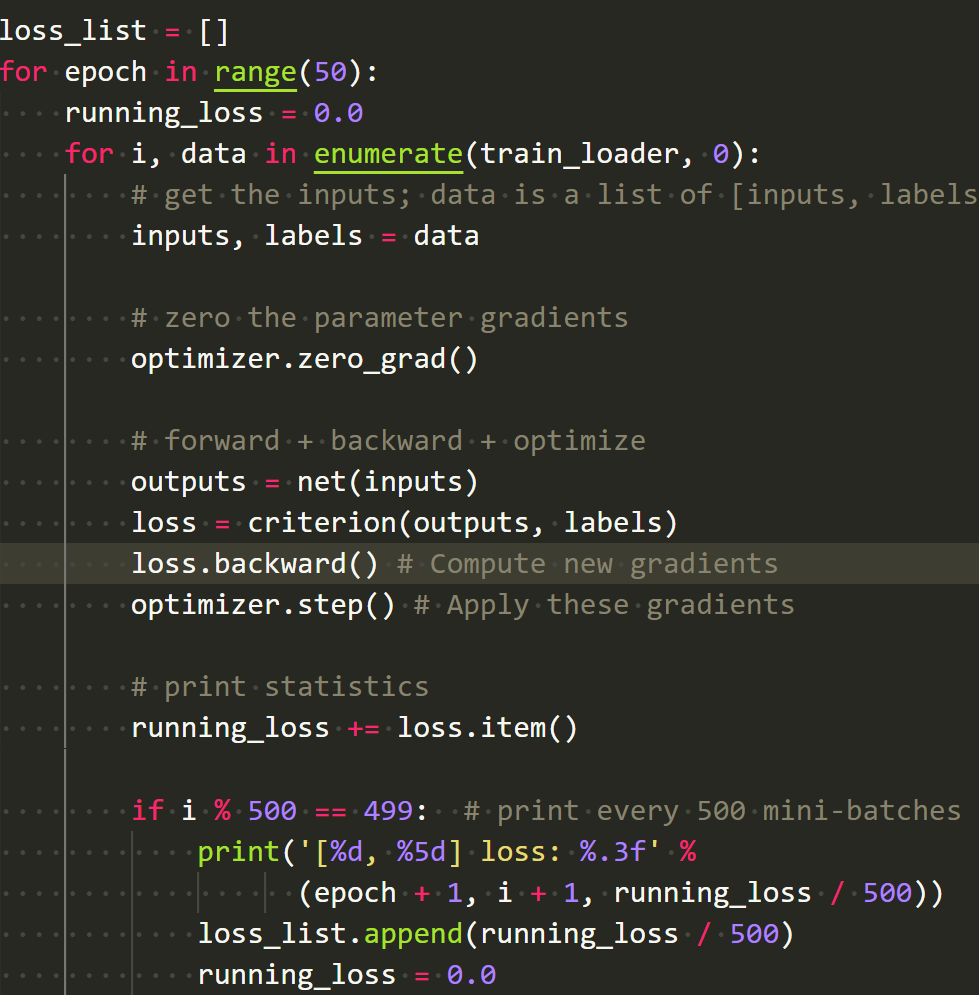 loss_list = []
for epoch in range(50):
    running_loss = 0.0
    for i, data in enumerate(train_loader, 0):
        # get the inputs; data is a list of [inputs, labels
        inputs, labels = data

        # zero the parameter gradients
        optimizer.zero_grad()

        # forward + backward + optimize
        outputs = net(inputs)
        loss = criterion(outputs, labels)
        loss.backward() # Compute new gradients
        optimizer.step() # Apply these gradients

        # print statistics
        running_loss += loss.item()

        if i % 500 == 499:  # print every 500 mini-batches
            print('[%d, %5d] loss: %.3f' %
                  (epoch + 1, i + 1, running_loss / 500))
            loss_list.append(running_loss / 500)
            running_loss = 0.0